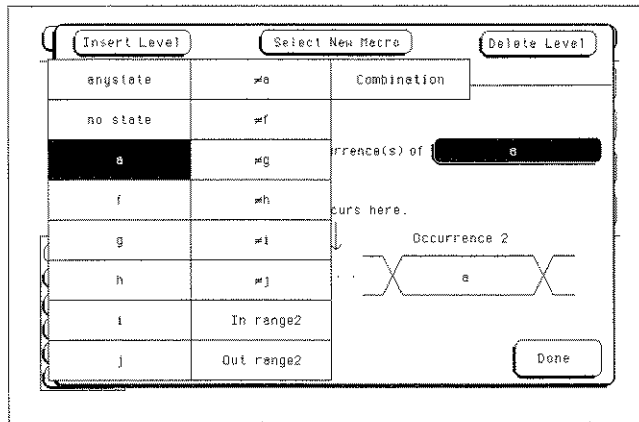 Insert Level Select New Macro Delete Level
anystate ≠a Combination
no state ≠f
a ≠g rrence(s) of a
f ≠h
curs here.
g ≠i Occurrence 2
h ≠j a
i In range2
j Out range2 Done